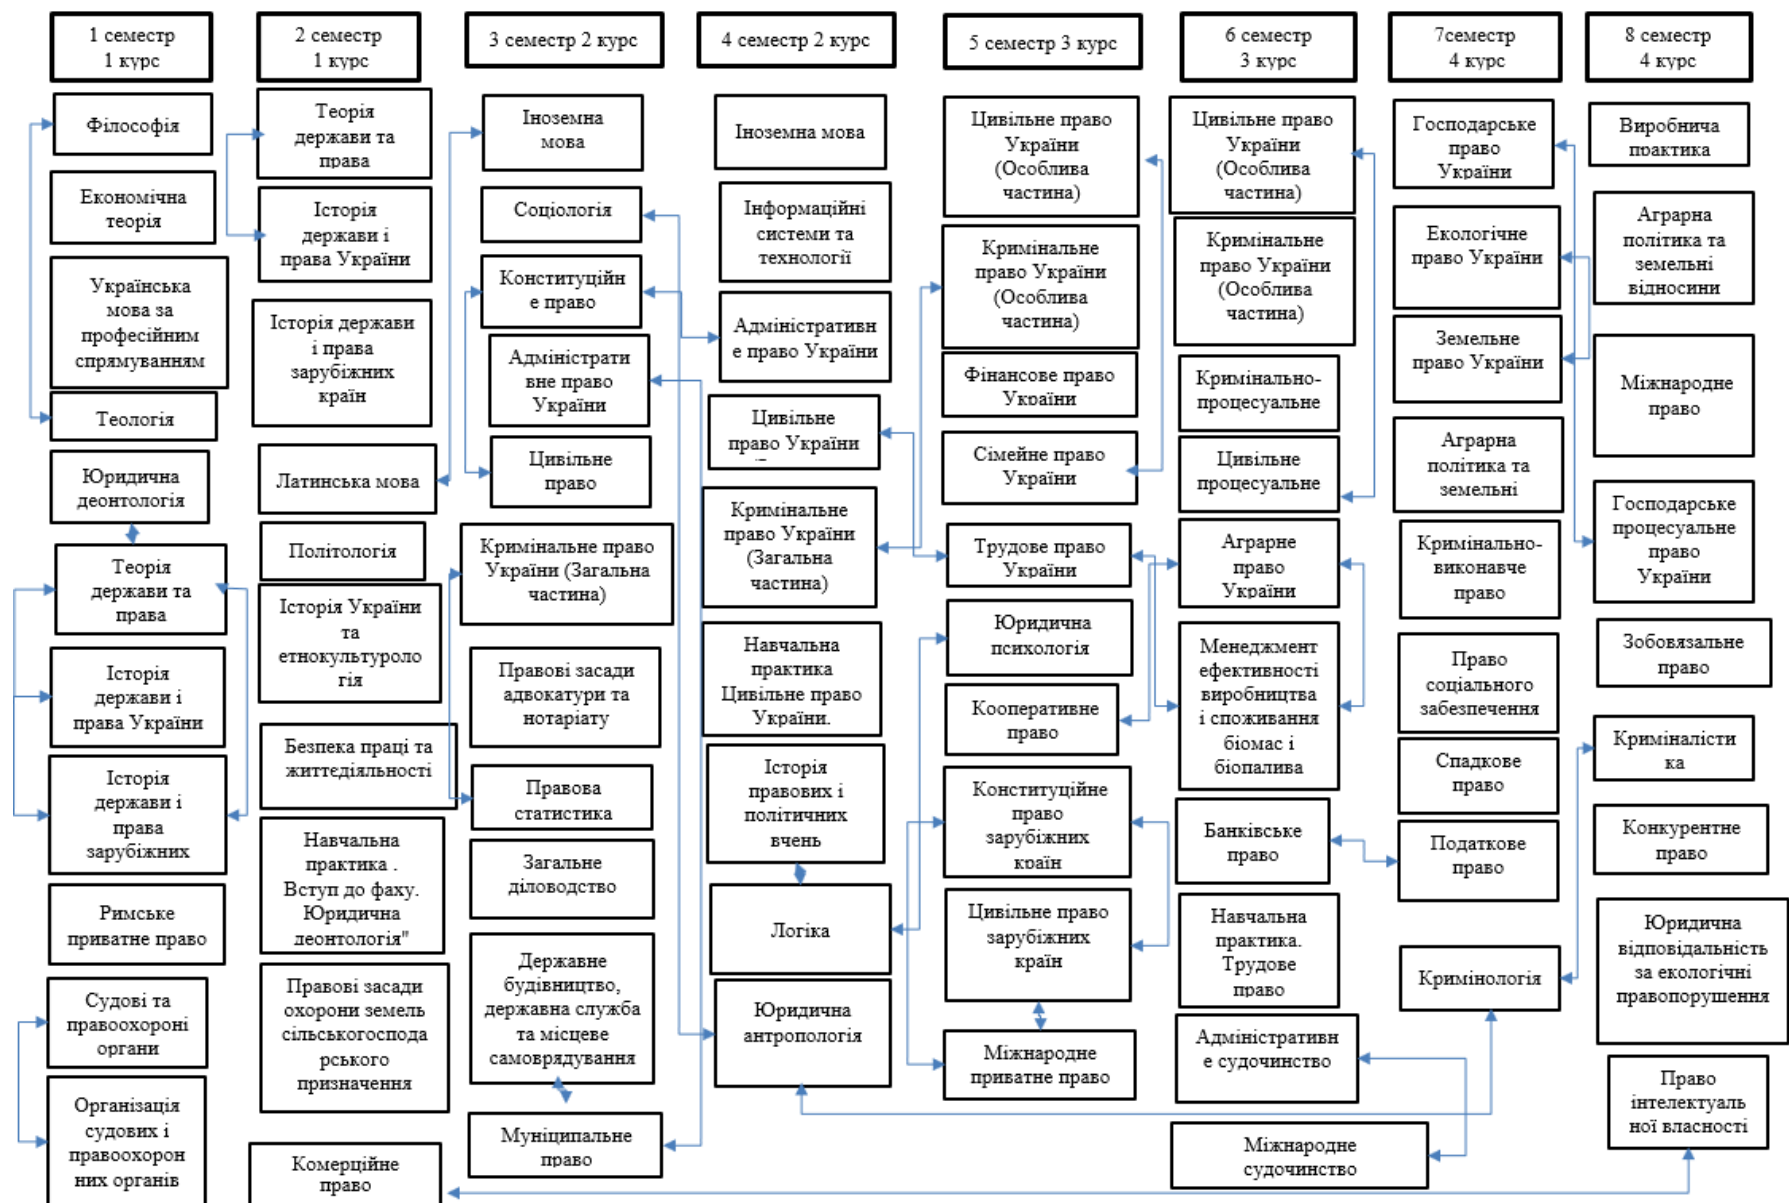 1 семестр
1 курс
2 семестр
1 курс
3 семестр 2 курс
4 семестр 2 курс
5 семестр 3 курс
6 семестр
3 курс
7семестр
4 курс
8 семестр
4 курс
Філософія
Економічна
теорія
Українська
мова за
професійним
спрямуванням
Теологія
Юридична
деонтологія
Теорія
держави та
права
Історія
держави і
права України
Історія
держави і
права
зарубіжних
Римське
приватне право
Судові та
правоохороні
органи
Організація
судових і
правоохорон
них органів
Теорія
держави та
права
Історія
держави і
права України
Історія держави
і права
зарубіжних
країн
Латинська мова
Політологія
Історія України
та
етнокультуроло
гія
Безпека праці та
життєдіяльності
Навчальна
практика .
Вступ до фаху.
Юридична
деонтологія"
Правові засади
охорони земель
сільськогоспода
рського
призначення
Комерційне
право
Іноземна
мова
Соціологія
Конституційн
е право
Адміністрати
вне право
України
Цивільне
право
Кримінальне право
України (Загальна
частина)
Правові засади
адвокатури та
нотаріату
Правова
статистика
Загальне
діловодство
Державне
будівництво,
державна служба
та місцеве
самоврядування
Муніципальне
право
Іноземна мова
Інформаційні
системи та
технології
Адміністративн
е право України
Цивільне
право України
Кримінальне
право України
(Загальна
частина)
Навчальна
практика
Цивільне право
України.
Історія
правових і
політичних
вчень
Логіка
Юридична
антропологія
Цивільне право
України
(Особлива
частина)
Кримінальне
право України
(Особлива
частина)
Фінансове право
України
Сімейне право
України
Трудове право
України
Юридична
психологія
Кооперативне
право
Конституційне
право
зарубіжних
країн
Цивільне право
зарубіжних
країн
Міжнародне
приватне право
Цивільне право
України
(Особлива
частина)
Кримінальне
право України
(Особлива
частина)
Кримінально-
процесуальне
Цивільне
процесуальне
Аграрне
право
України
Менеджмент
ефективності
виробництва
і споживання
біомас і
біопалива
Банківське
право
Навчальна
практика.
Трудове
право
Адміністративн
е судочинство
Міжнародне
судочинство
Господарське
право
України
Екологічне
право України
Земельне
право України
Аграрна
політика та
земельні
Кримінально-
виконавче
право
Право
соціального
забезпечення
Спадкове
право
Податкове
право
Кримінологія
Виробнича
практика
Аграрна
політика та
земельні
відносини
Міжнародне
право
Господарське
процесуальне
право
України
Зобовязальне
право
Криміналісти
ка
Конкурентне
право
Юридична
відповідальність
за екологічні
правопорушення
Право
інтелектуаль
ної власності